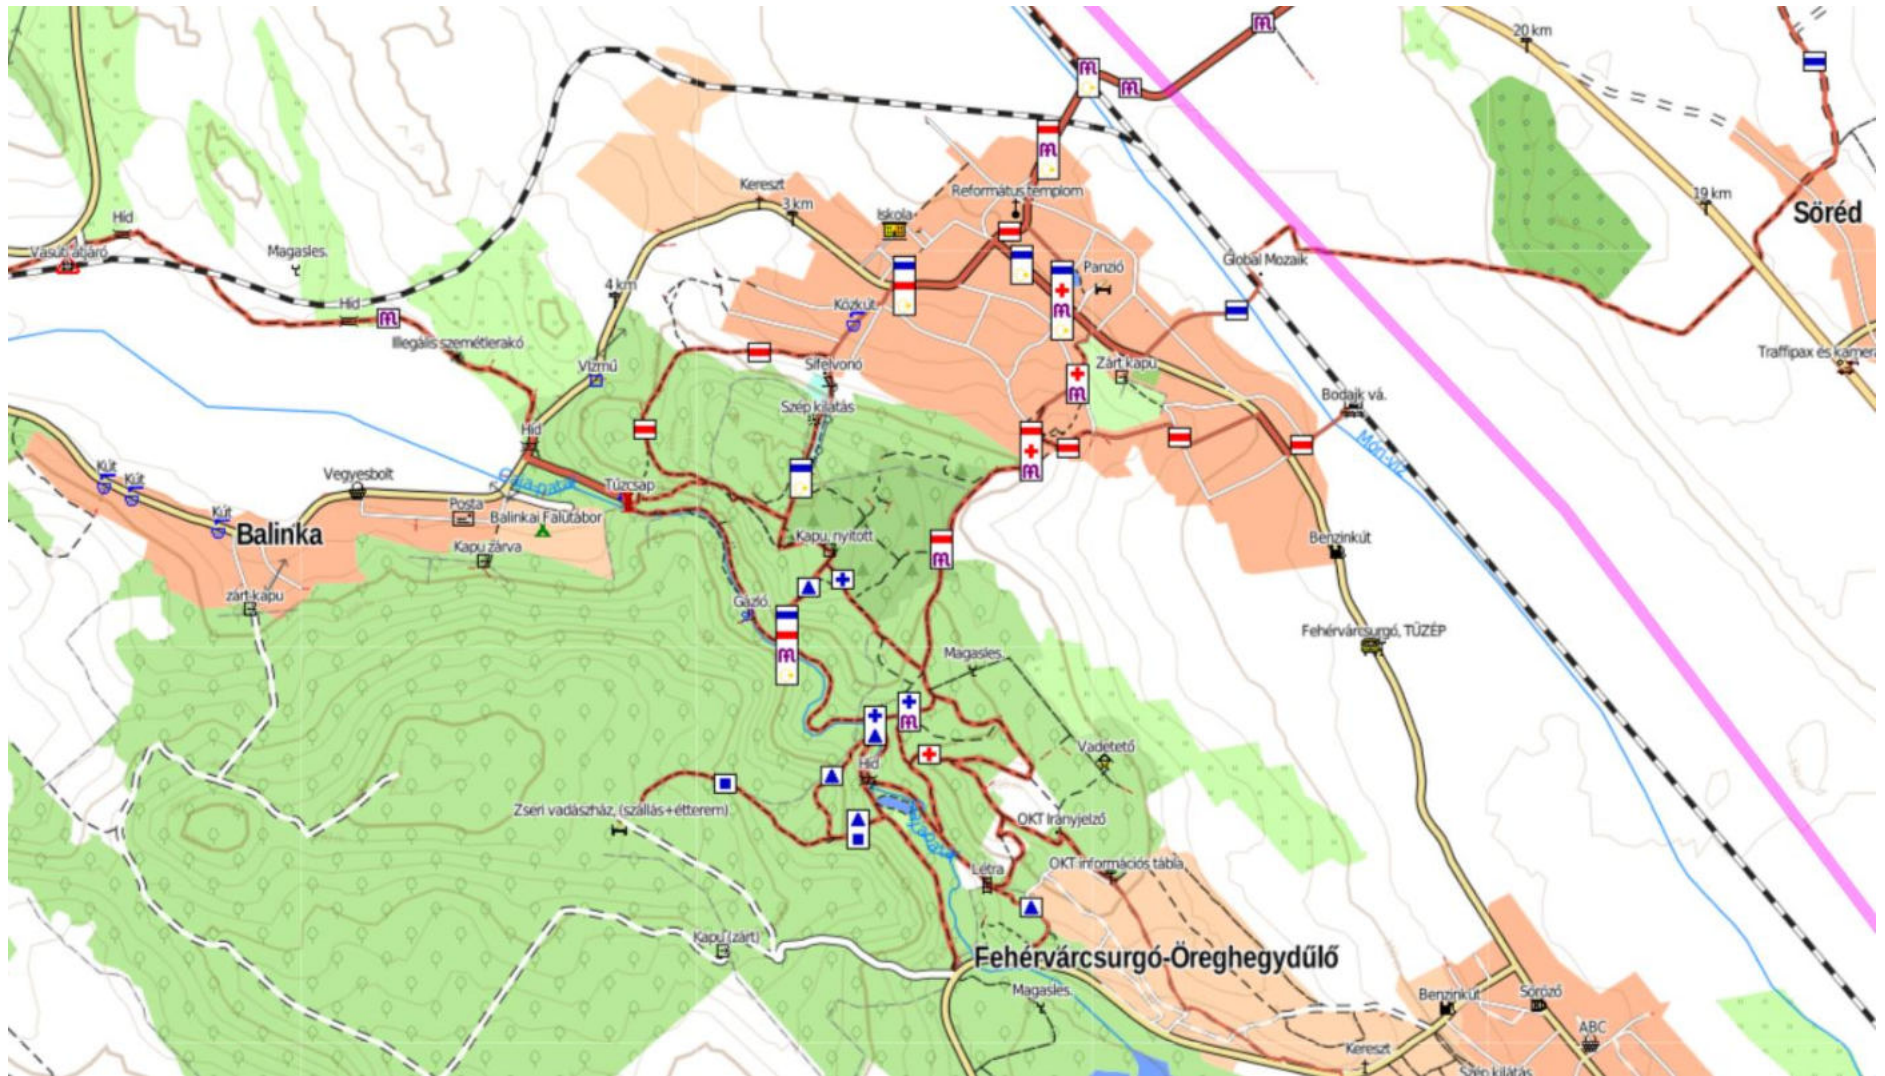 20 km
Református templom
Kereszt
3 km
19 km
Söréd
Iskola
Híd
Magasles.
Vasúti átjáró
Global Mozaik
Panzió
4 km
Híd
Közkút
Illegális szemétlerakó
Traffipax és kamera
Vízmű
Sífelvonó
Zárt kapu
Bodajk vá.
Szép kilátás
Híd
Móri-víz
Kút
Kút
Vegyesbolt
Gaja-patak
Tűzcsap
Kút
Posta
Balinkai Falutábor
Balinka
Kapu, nyitott
Benzinkút
Kapu zárva
zárt kapu
Gázló.
Fehérvárcsurgó, TÜZÉP
Magasles.
Vadetető
Híd
Zseri vadászház, (szállás+étterem)
OKT Irányjelző
OKT információs tábla
Létra
Kapu (zárt)
Fehérvárcsurgó-Öreghegydűlő
Magasles.
Benzinkút
Söröző
ABC
Kereszt
Szép kilátás